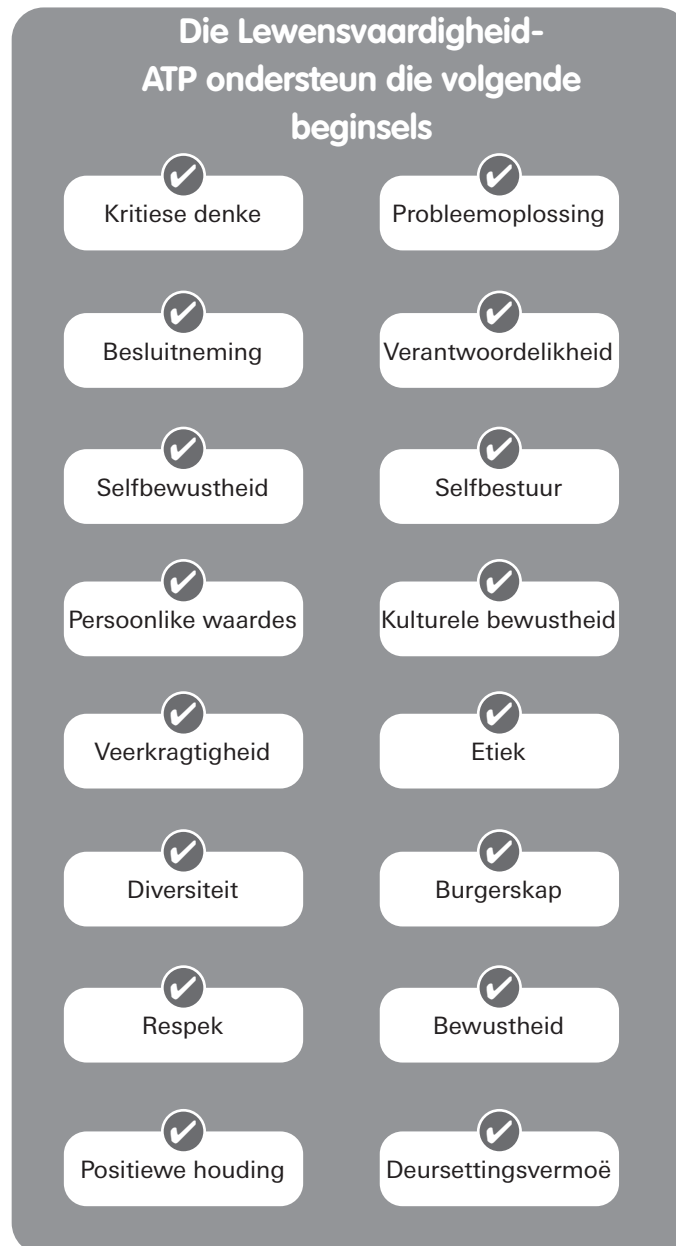 Die Lewensvaardigheid-
ATP ondersteun die volgende
beginsels
Kritiese denke
Probleemoplossing
Besluitneming
Verantwoordelikheid
Selfbewustheid
Selfbestuur
Persoonlike waardes
Kulturele bewustheid
Veerkragtigheid
Etiek
Diversiteit
Burgerskap
Respek
Bewustheid
Positiewe houding
Deursettingsvermoë